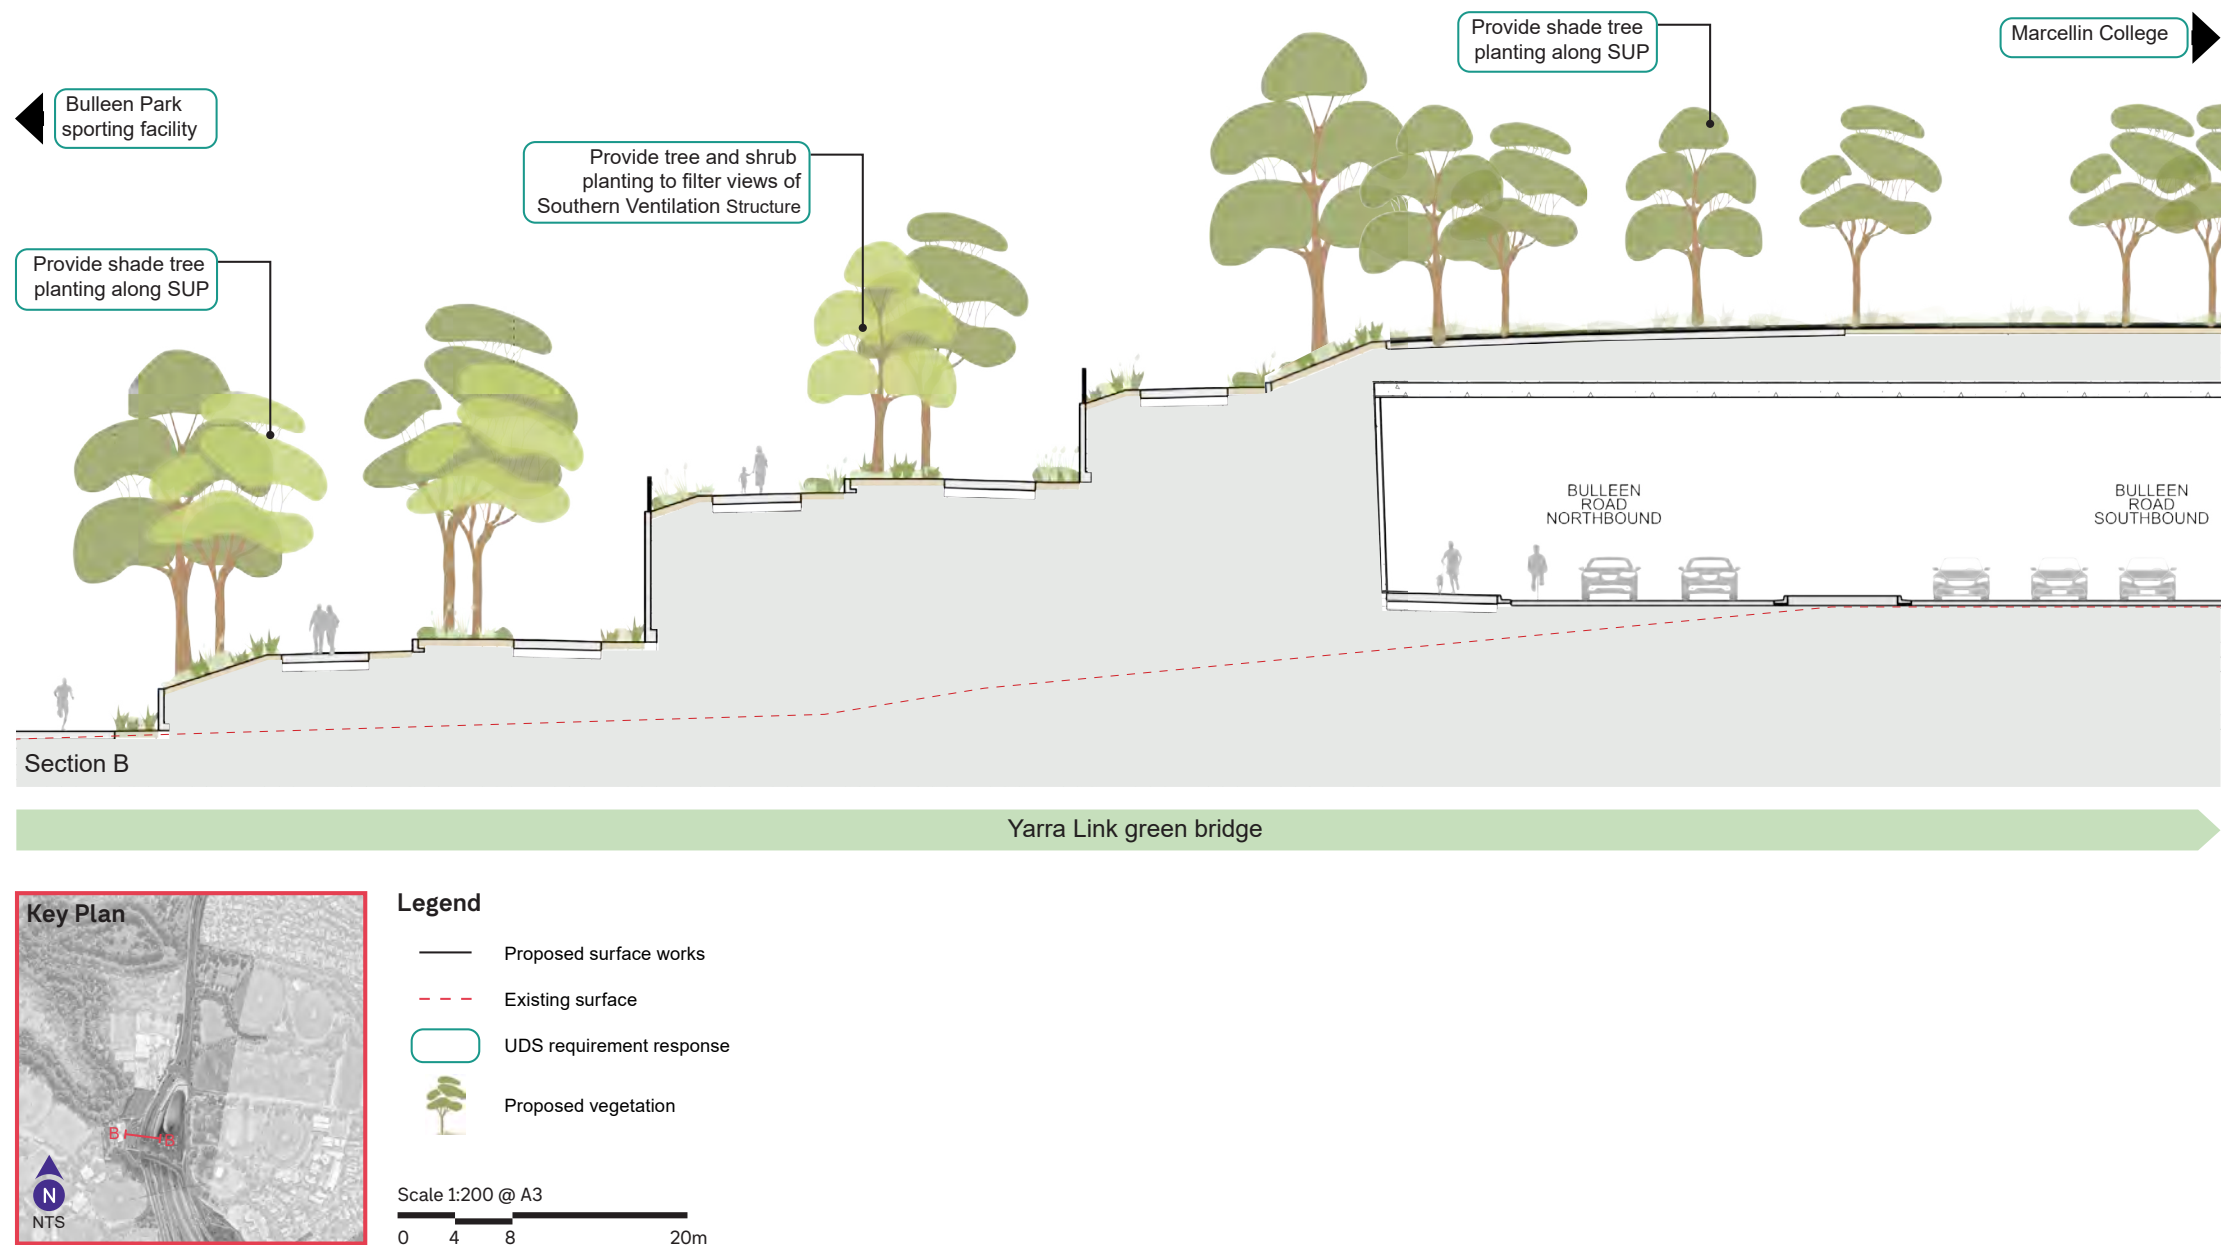 Provide shade tree
planting along SUP
Marcellin College
Bulleen Park
sporting facility
Provide tree and shrub
planting to filter views of
Southern Ventilation Structure
Provide shade tree
planting along SUP
BULLEEN
ROAD
NORTHBOUND
BULLEEN
ROAD
SOUTHBOUND
Section B
Yarra Link green bridge
Key Plan
B
B
N
NTS
Legend
Proposed surface works
Existing surface
UDS requirement response
Proposed vegetation
Scale 1:200 @ A3
0 4 8 20m